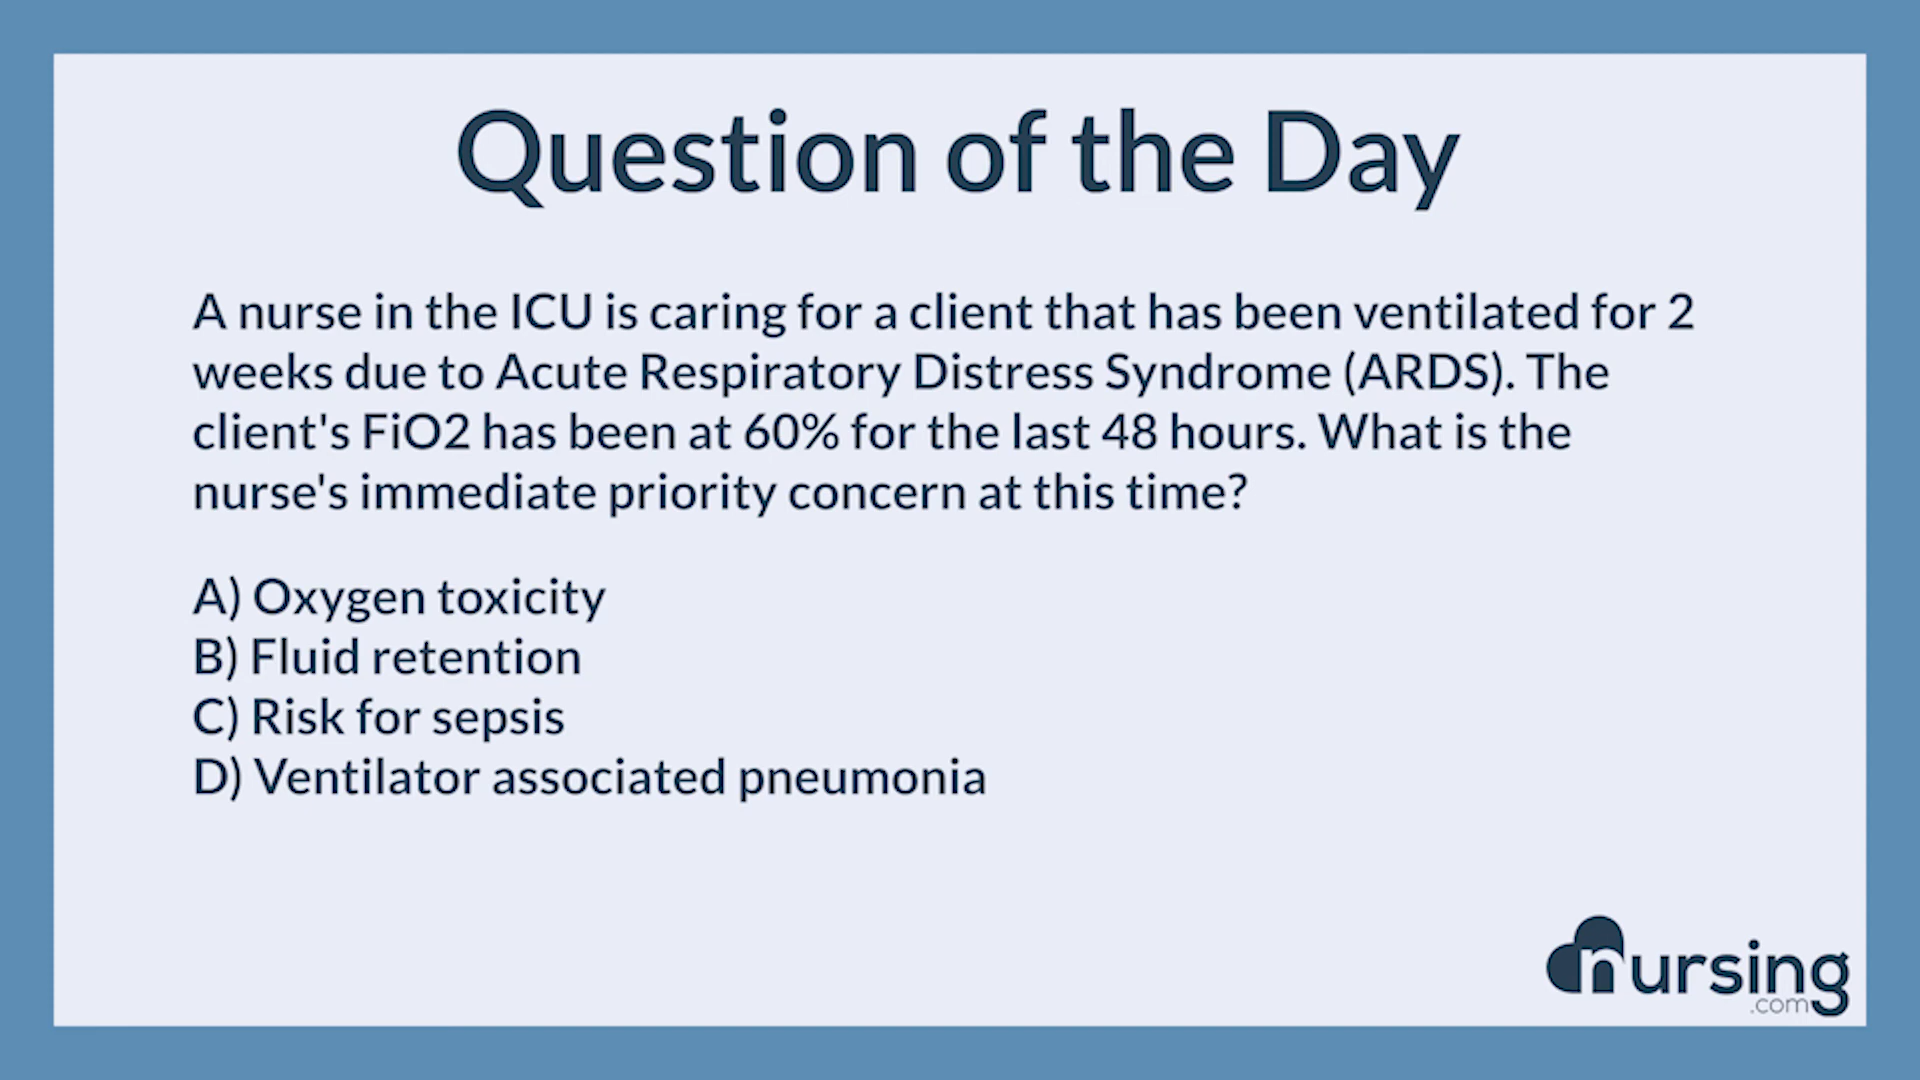 Question of the Day
A nurse in the ICU is caring for a client that has been ventilated for 2
weeks due to Acute Respiratory Distress Syndrome (ARDS). The
client's FiO2 has been at 60% for the last 48 hours. What is the
nurse's immediate priority concern at this time?
A) Oxygen toxicity
B) Fluid retention
C) Risk for sepsis
D) Ventilator associated pneumonia
nursing
.com